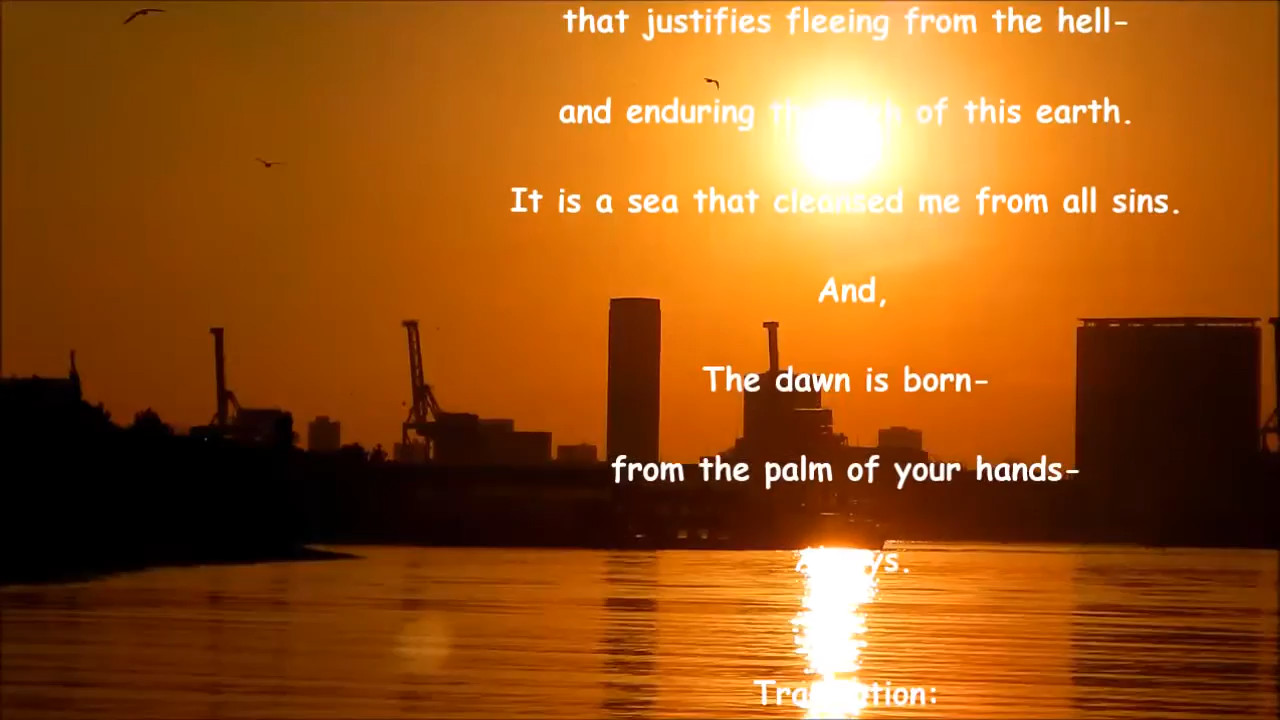 that justifies fleeing from the hell-
and enduring of this earth.
It is a sea that cleansed me from all sins.
And,
The dawn is born-
from the palm of your hands-
Always.
Translation: